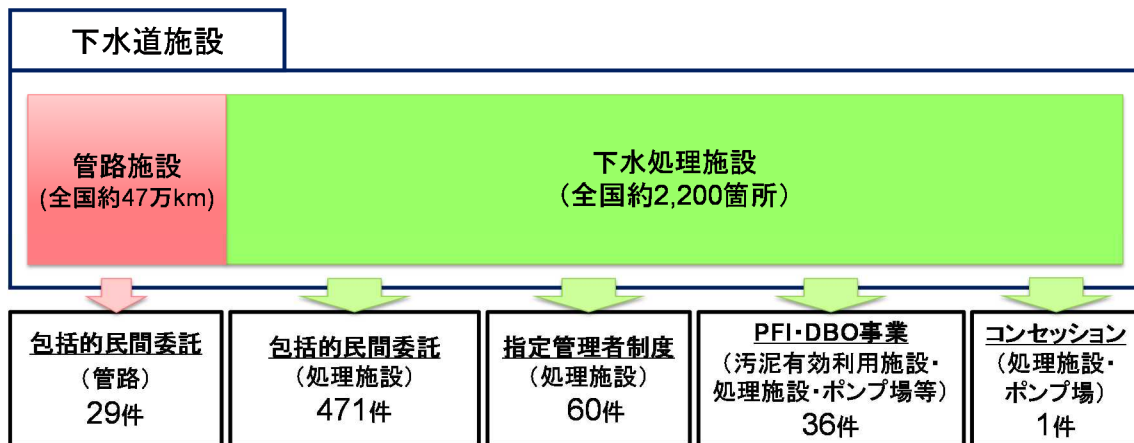 下水道施設
管路施設
(全国約47万km)
下水処理施設
（全国約2,200箇所）
包括的民間委託
（管路）
29件
包括的民間委託
（処理施設）
471件
指定管理者制度
（処理施設）
60件
PFI・DBO事業
（汚泥有効利用施設・
処理施設・ポンプ場等）
36件
コンセッション
（処理施設・
ポンプ場）
1件